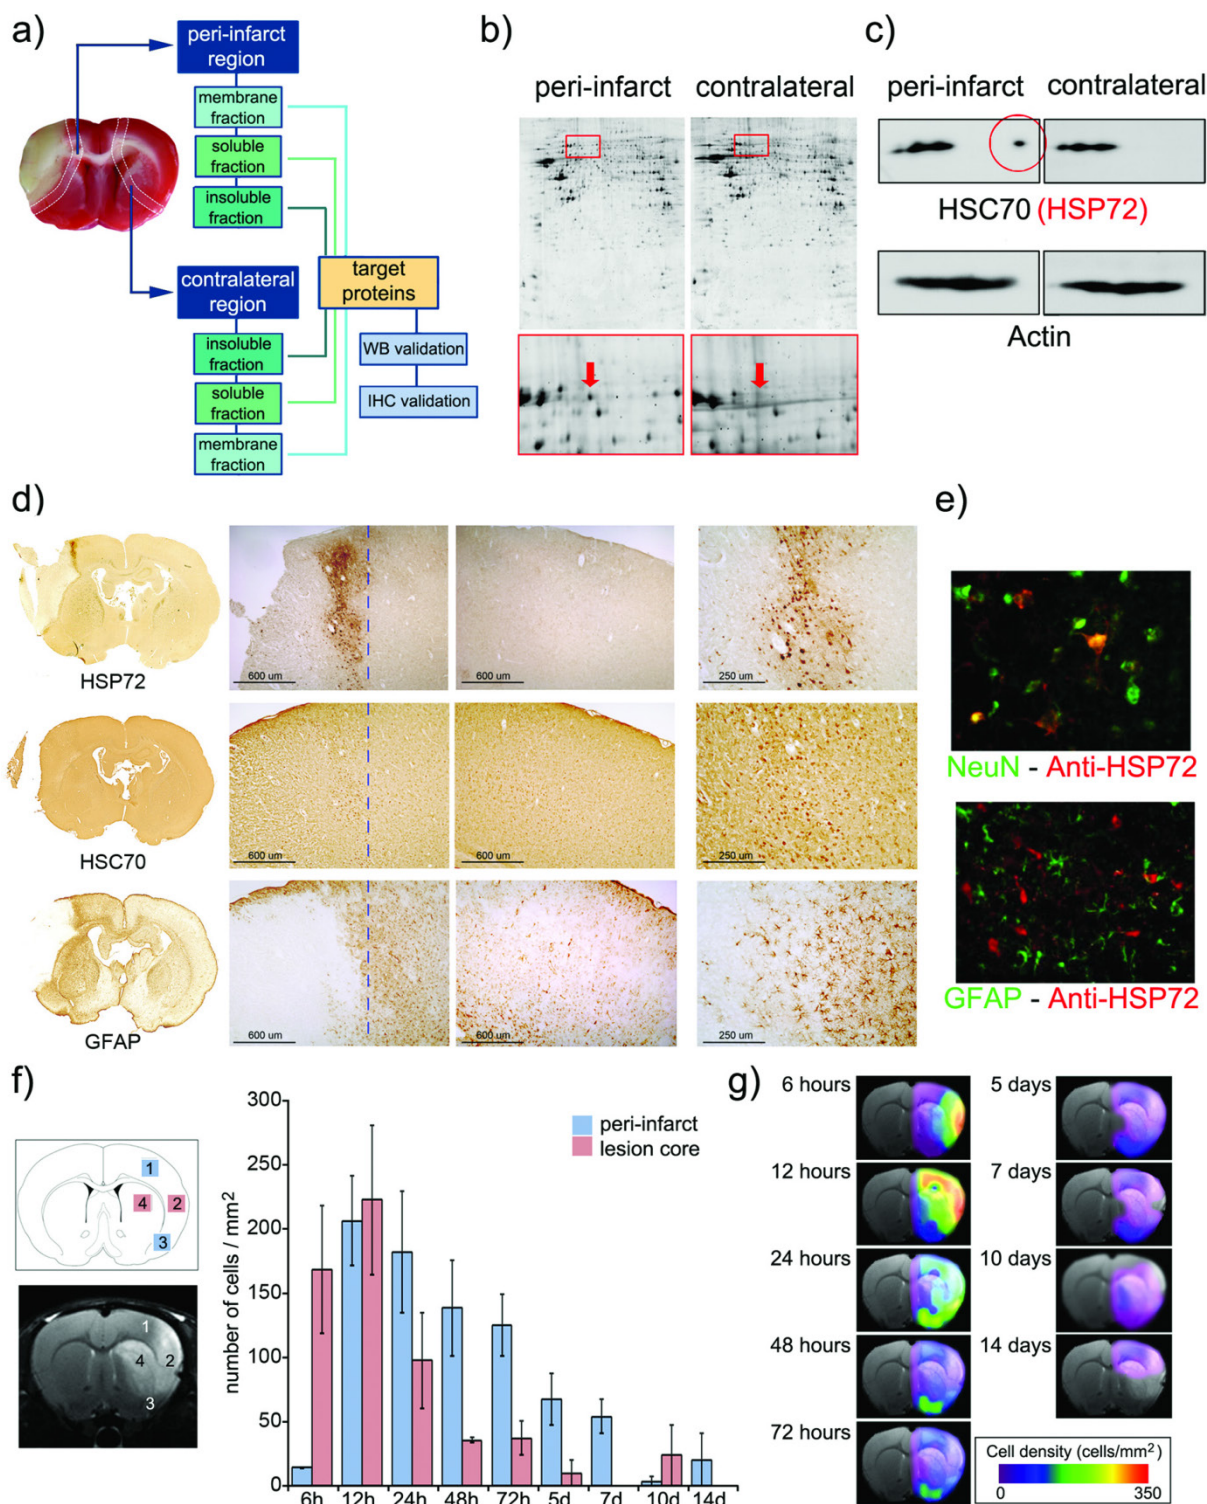 a)
peri-infarct
region
membrane
fraction
soluble
fraction
insoluble
fraction
contralateral
region
insoluble
fraction
soluble
fraction
membrane
fraction
target
proteins
WB validation
IHC validation
b)
peri-infarct contralateral
c)
peri-infarct contralateral
HSC70 (HSP72)
Actin
d)
HSP72
600 um
600 um
250 um
HSC70
600 um
600 um
250 um
GFAP
600 um
600 um
250 um
e)
NeuN - Anti-HSP72
GFAP - Anti-HSP72
f)
1
4 2
3
1
4 2
3
number of cells / mm2
300
250
200
150
100
50
0
peri-infarct
lesion core
6h 12h 24h 48h 72h 5d 7d 10d 14d
g)
6 hours 5 days
12 hours 7 days
24 hours 10 days
48 hours 14 days
72 hours
Cell density (cells/mm2)
0 350